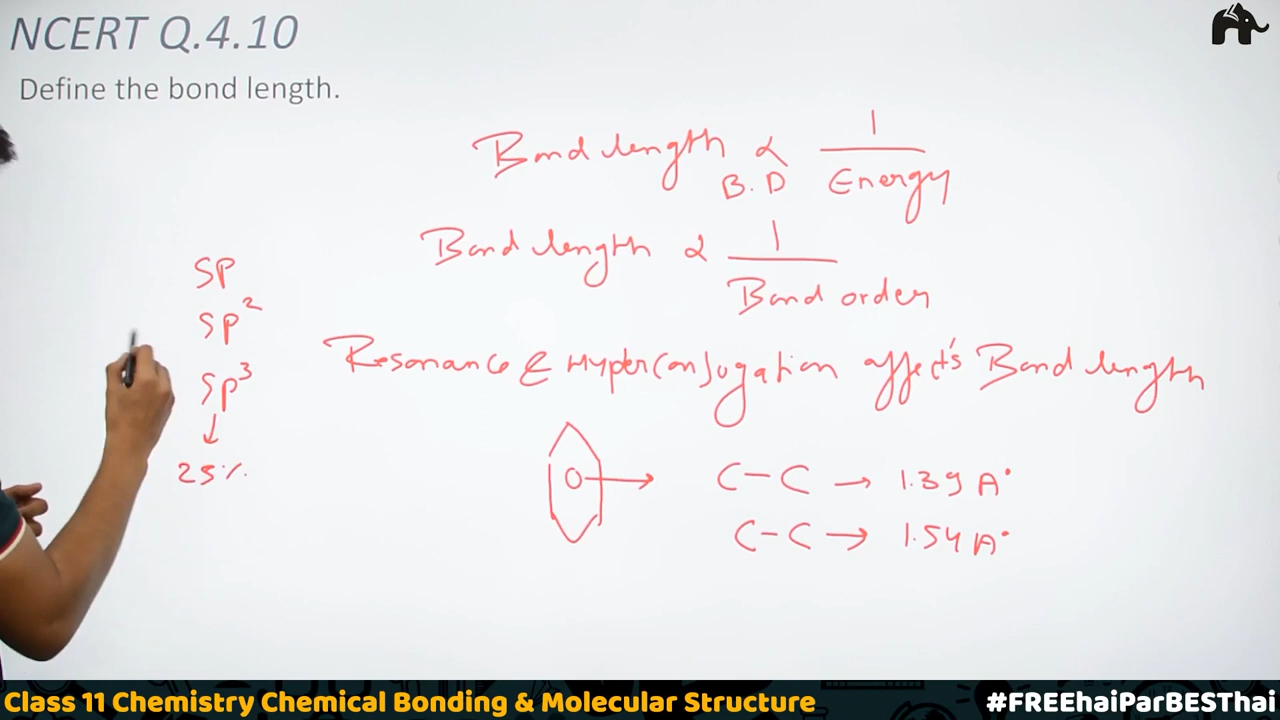 NCERT Q.4.10
Define the bond length.
Bond length ∝ 1 / B.D Energy
Bond length ∝ 1 / Bond order
SP
SP²
SP³
↓
25%
Resonance & Hyperconjugation affect's Bond length
C-C → 1.39 A°
C-C → 1.54 A°
Class 11 Chemistry Chemical Bonding & Molecular Structure
#FREEhaiParBESThai